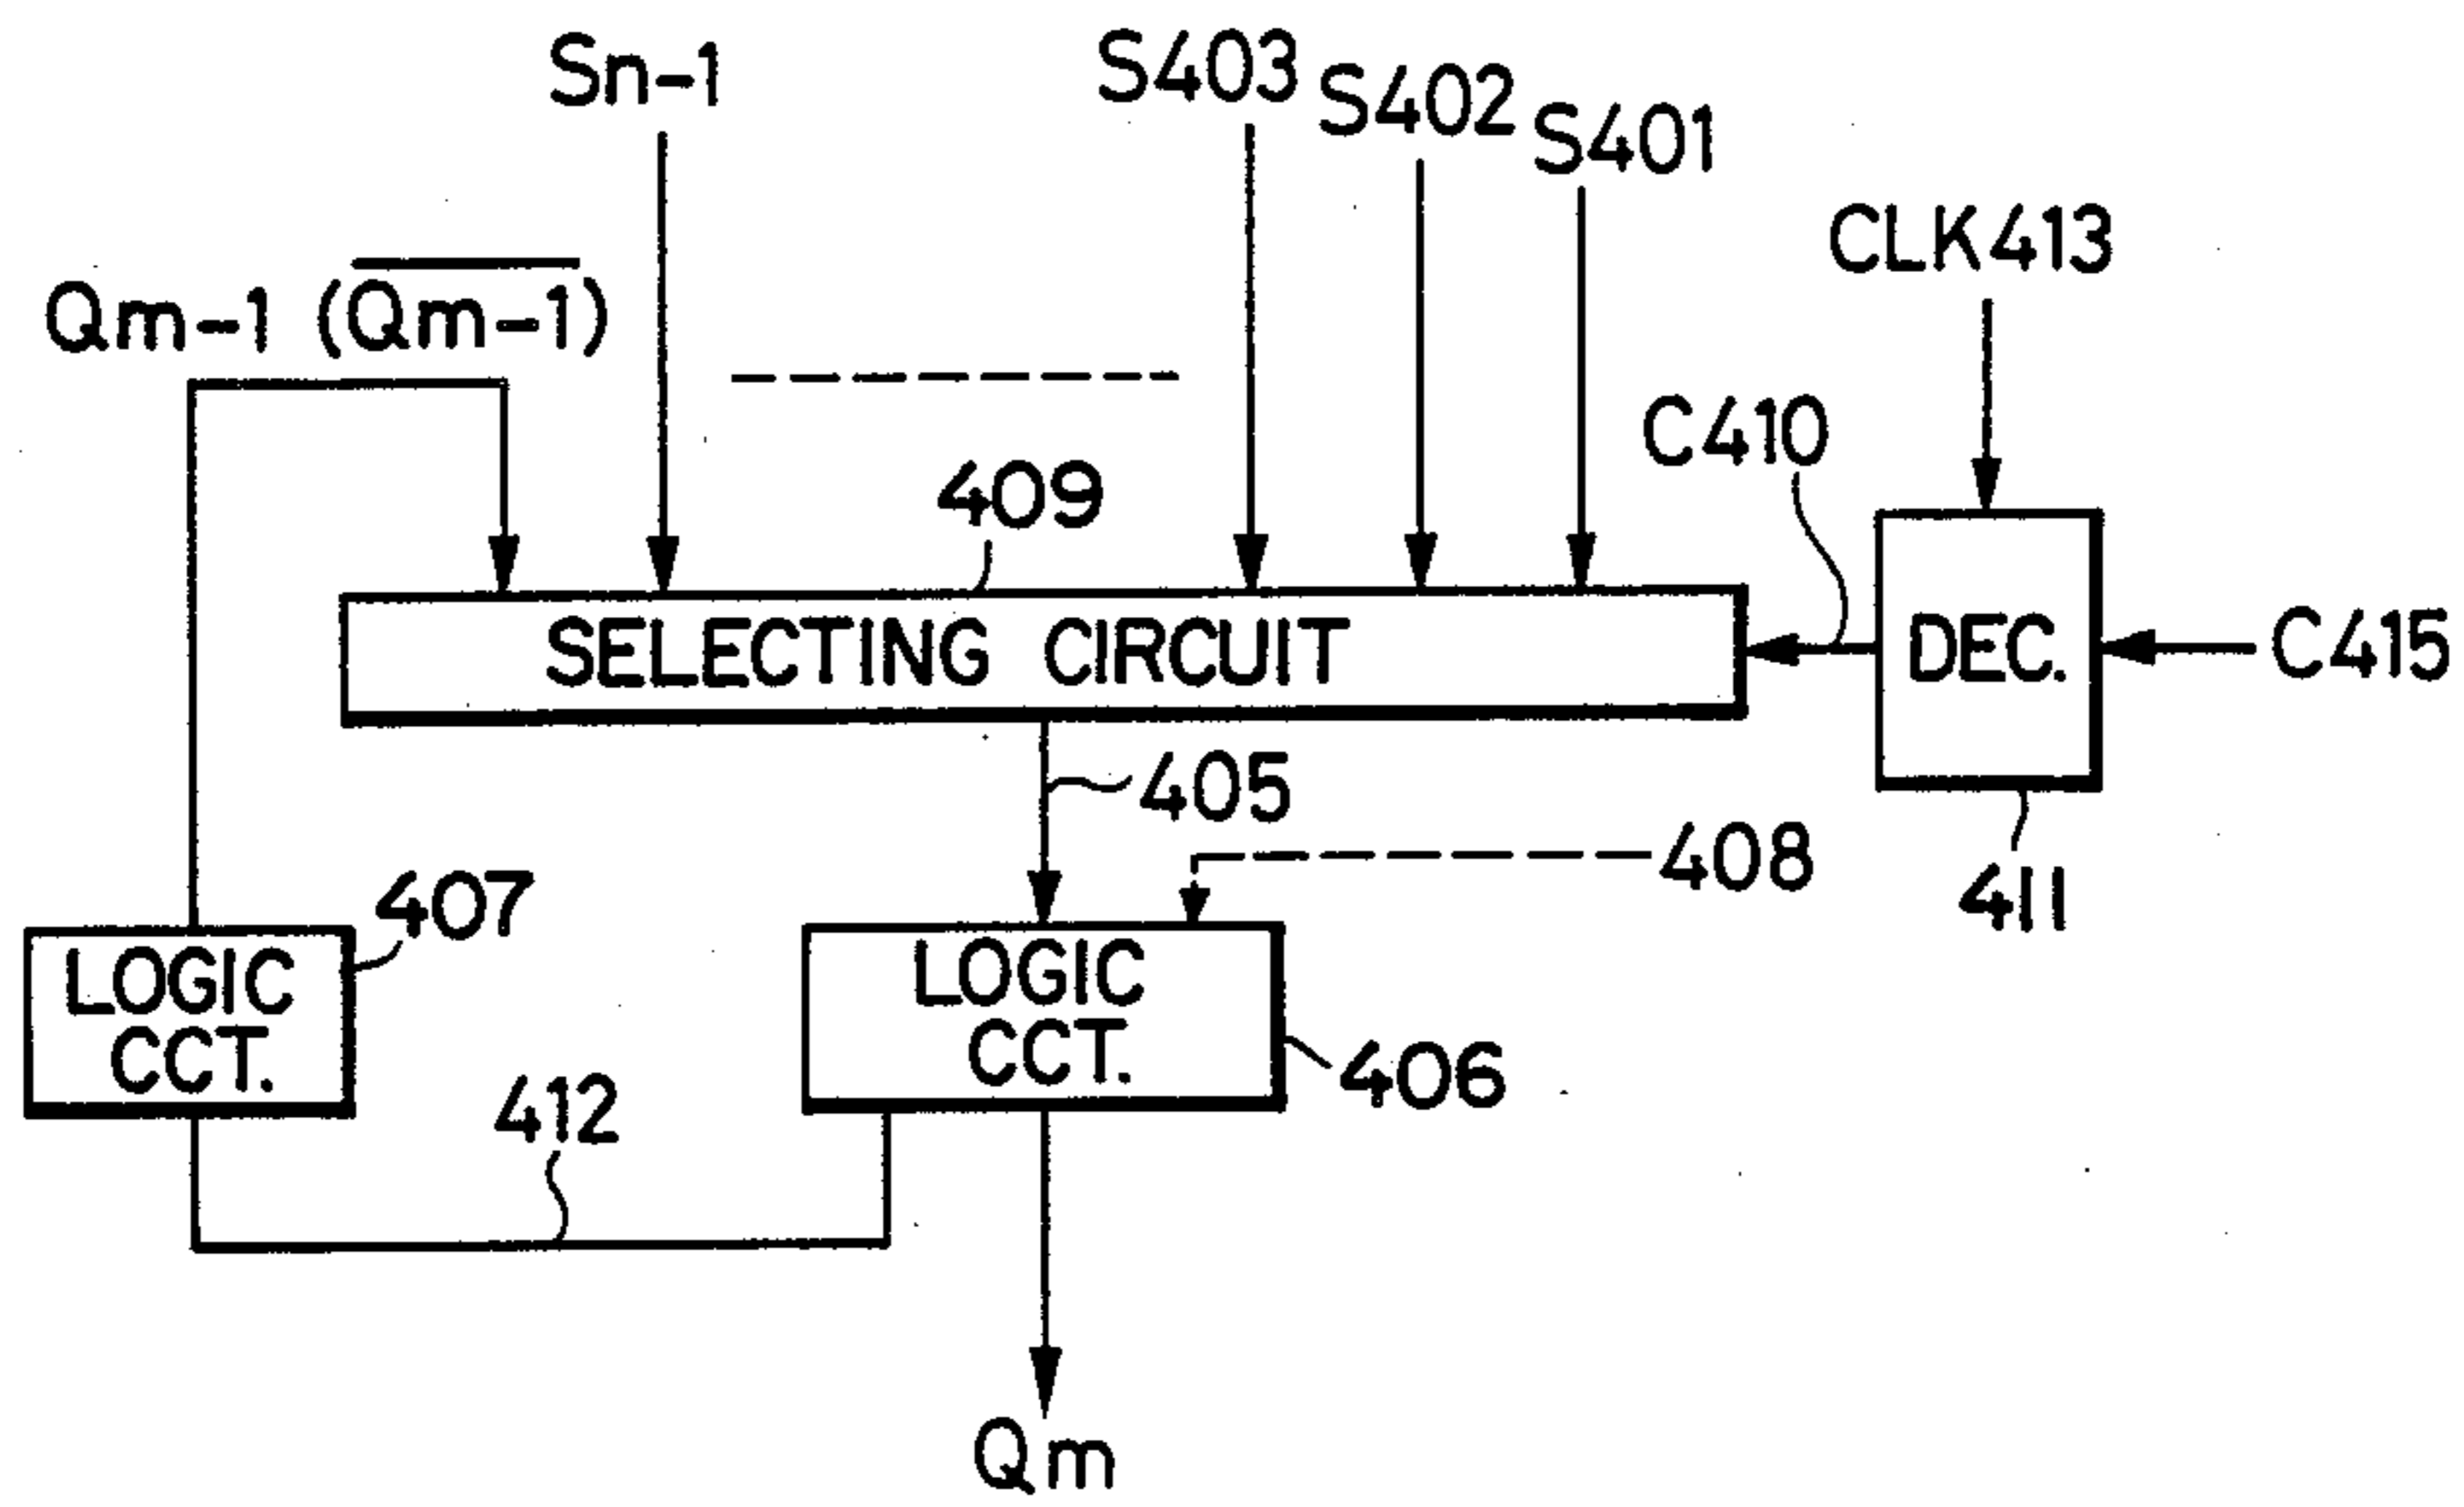 Sn-1
S403
S402
S401
CLK413
Qm-1 (Q̅m̅-̅1̅)
C410
409
SELECTING CIRCUIT
DEC.
C415
405
408
411
407
LOGIC
CCT.
LOGIC
CCT.
406
412
Qm